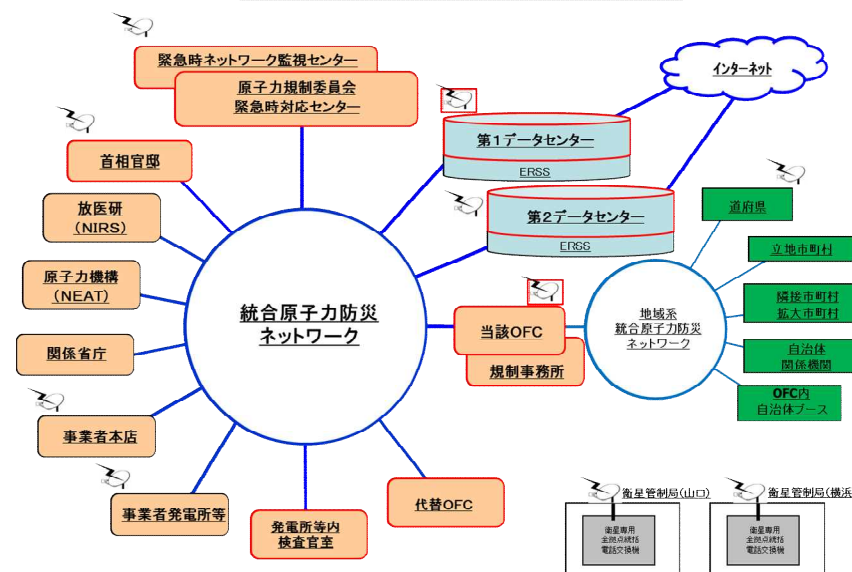 緊急時ネットワーク監視センター
原子力規制委員会
緊急時対応センター
インターネット
第1データセンター
ERSS
首相官邸
第2データセンター
ERSS
放医研
(NIRS)
道府県
立地市町村
原子力機構
(NEAT)
隣接市町村
拡大市町村
統合原子力防災
ネットワーク
当該OFC
規制事務所
地域系
統合原子力防災
ネットワーク
関係省庁
自治体
関係機関
OFC内
自治体ブース
事業者本店
事業者発電所等
発電所等内
検査官室
代替OFC
衛星管制局(山口)
衛星専用
全拠点統括
電話交換機
衛星管制局(横浜
衛星専用
全拠点統括
電話交換機